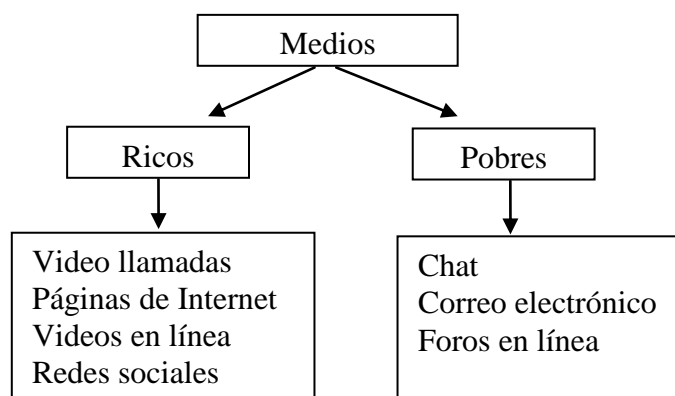 Medios
Ricos
Pobres
Video llamadas
Páginas de Internet
Videos en línea
Redes sociales
Chat
Correo electrónico
Foros en línea